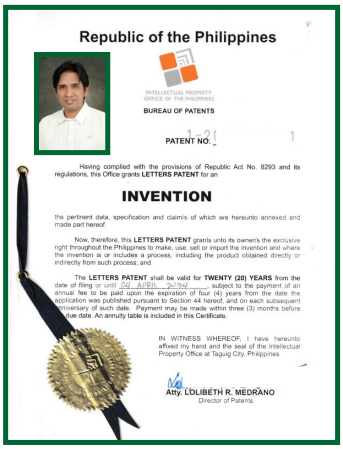 Republic of the Philippines
INTELLECTUAL PROPERTY
OFFICE OF THE PHILIPPINES
BUREAU OF PATENTS
PATENT NO. 1-2 1
Having complied with the provisions of Republic Act No. 8293 and its
regulations, this Office grants LETTERS PATENT for an
INVENTION
the pertinent data, specification and claim/s of which are hereunto annexed and
made part hereof.
Now, therefore, this LETTERS PATENT grants unto its owner/s the exclusive
right throughout the Philippines to make, use, sell or import the invention and where
the invention is or includes a process, including the product obtained directly or
indirectly from such process; and
The LETTERS PATENT shall be valid for TWENTY (20) YEARS from the
date of filing or until 04 APRIL 2034, subject to the payment of an
annual fee to be paid upon the expiration of four (4) years from the date the
application was published pursuant to Section 44 hereof, and on each subsequent
anniversary of such date. Payment may be made within three (3) months before
due date. An annuity table is included in this Certificate.
IN WITNESS WHEREOF, I have hereunto
affixed my hand and the seal of the Intellectual
Property Office at Taguig City, Philippines
Atty. LOLIBETH R. MEDRANO
Director of Patents